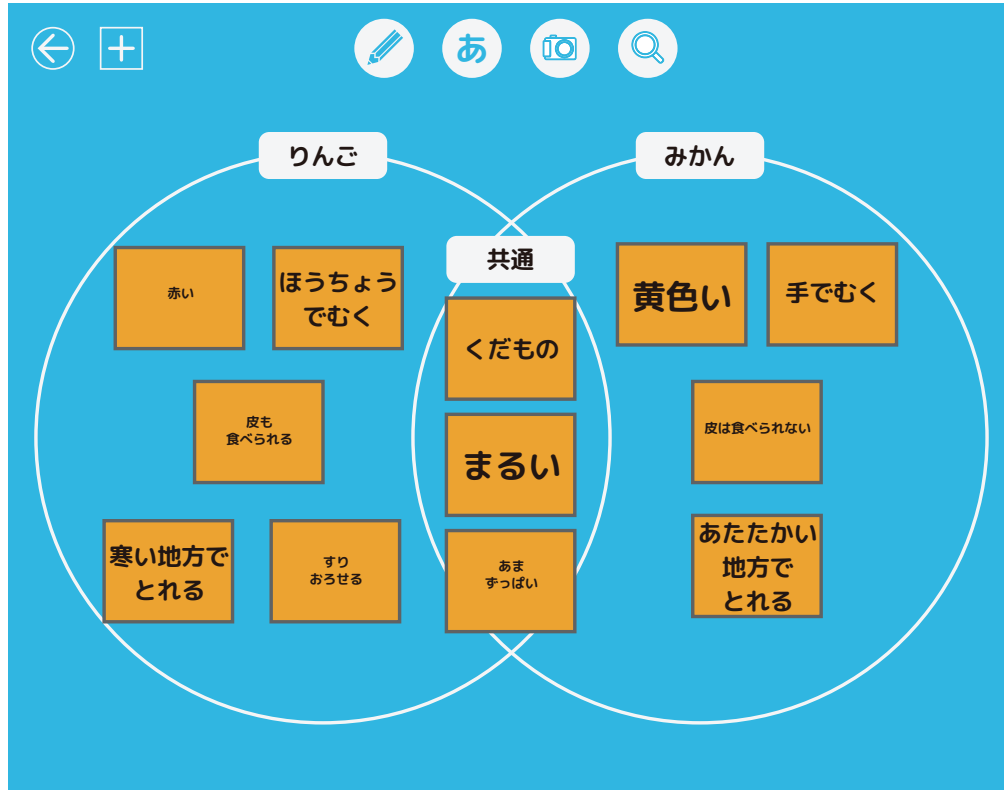 あ
りんご
みかん
共通
赤い
ほうちょう
でむく
皮も
食べられる
寒い地方で
とれる
すり
おろせる
くだもの
まるい
あま
ずっぱい
黄色い
手でむく
皮は食べられない
あたたかい
地方で
とれる